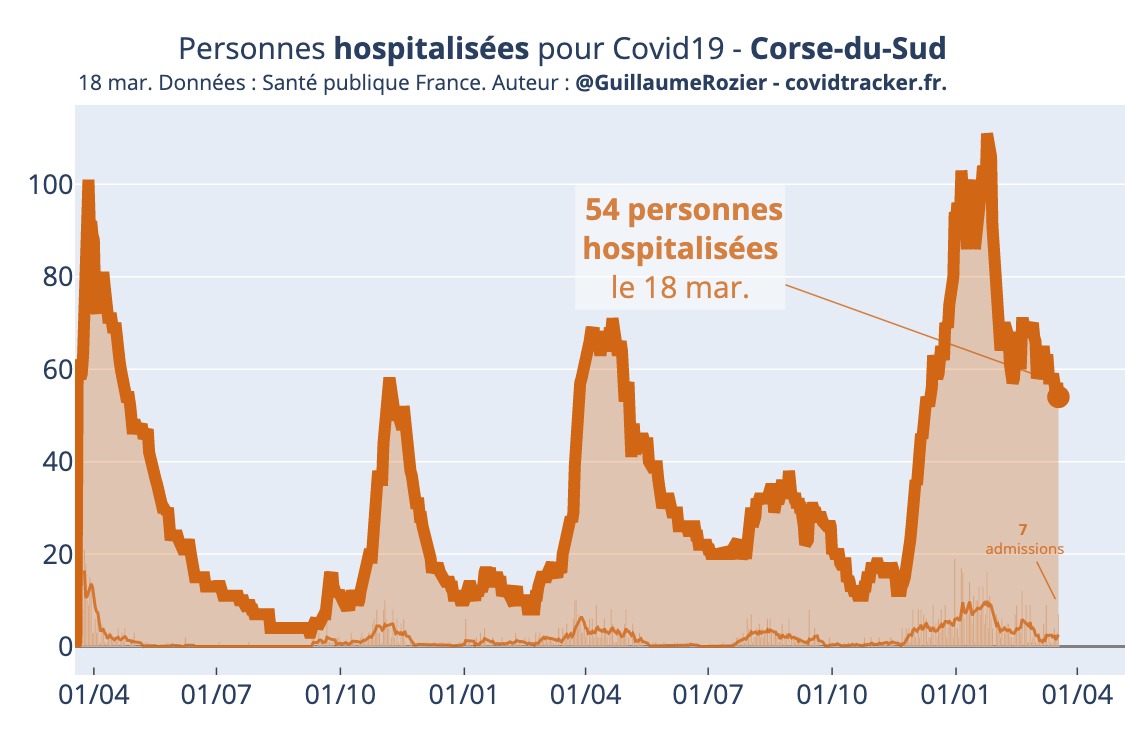 Personnes hospitalisées pour Covid19 - Corse-du-Sud
18 mar. Données : Santé publique France. Auteur : @GuillaumeRozier - covidtracker.fr.
100
80
60
40
20
0
54 personnes
hospitalisées
le 18 mar.
7
admissions
01/04
01/07
01/10
01/01
01/04
01/07
01/10
01/01
01/04